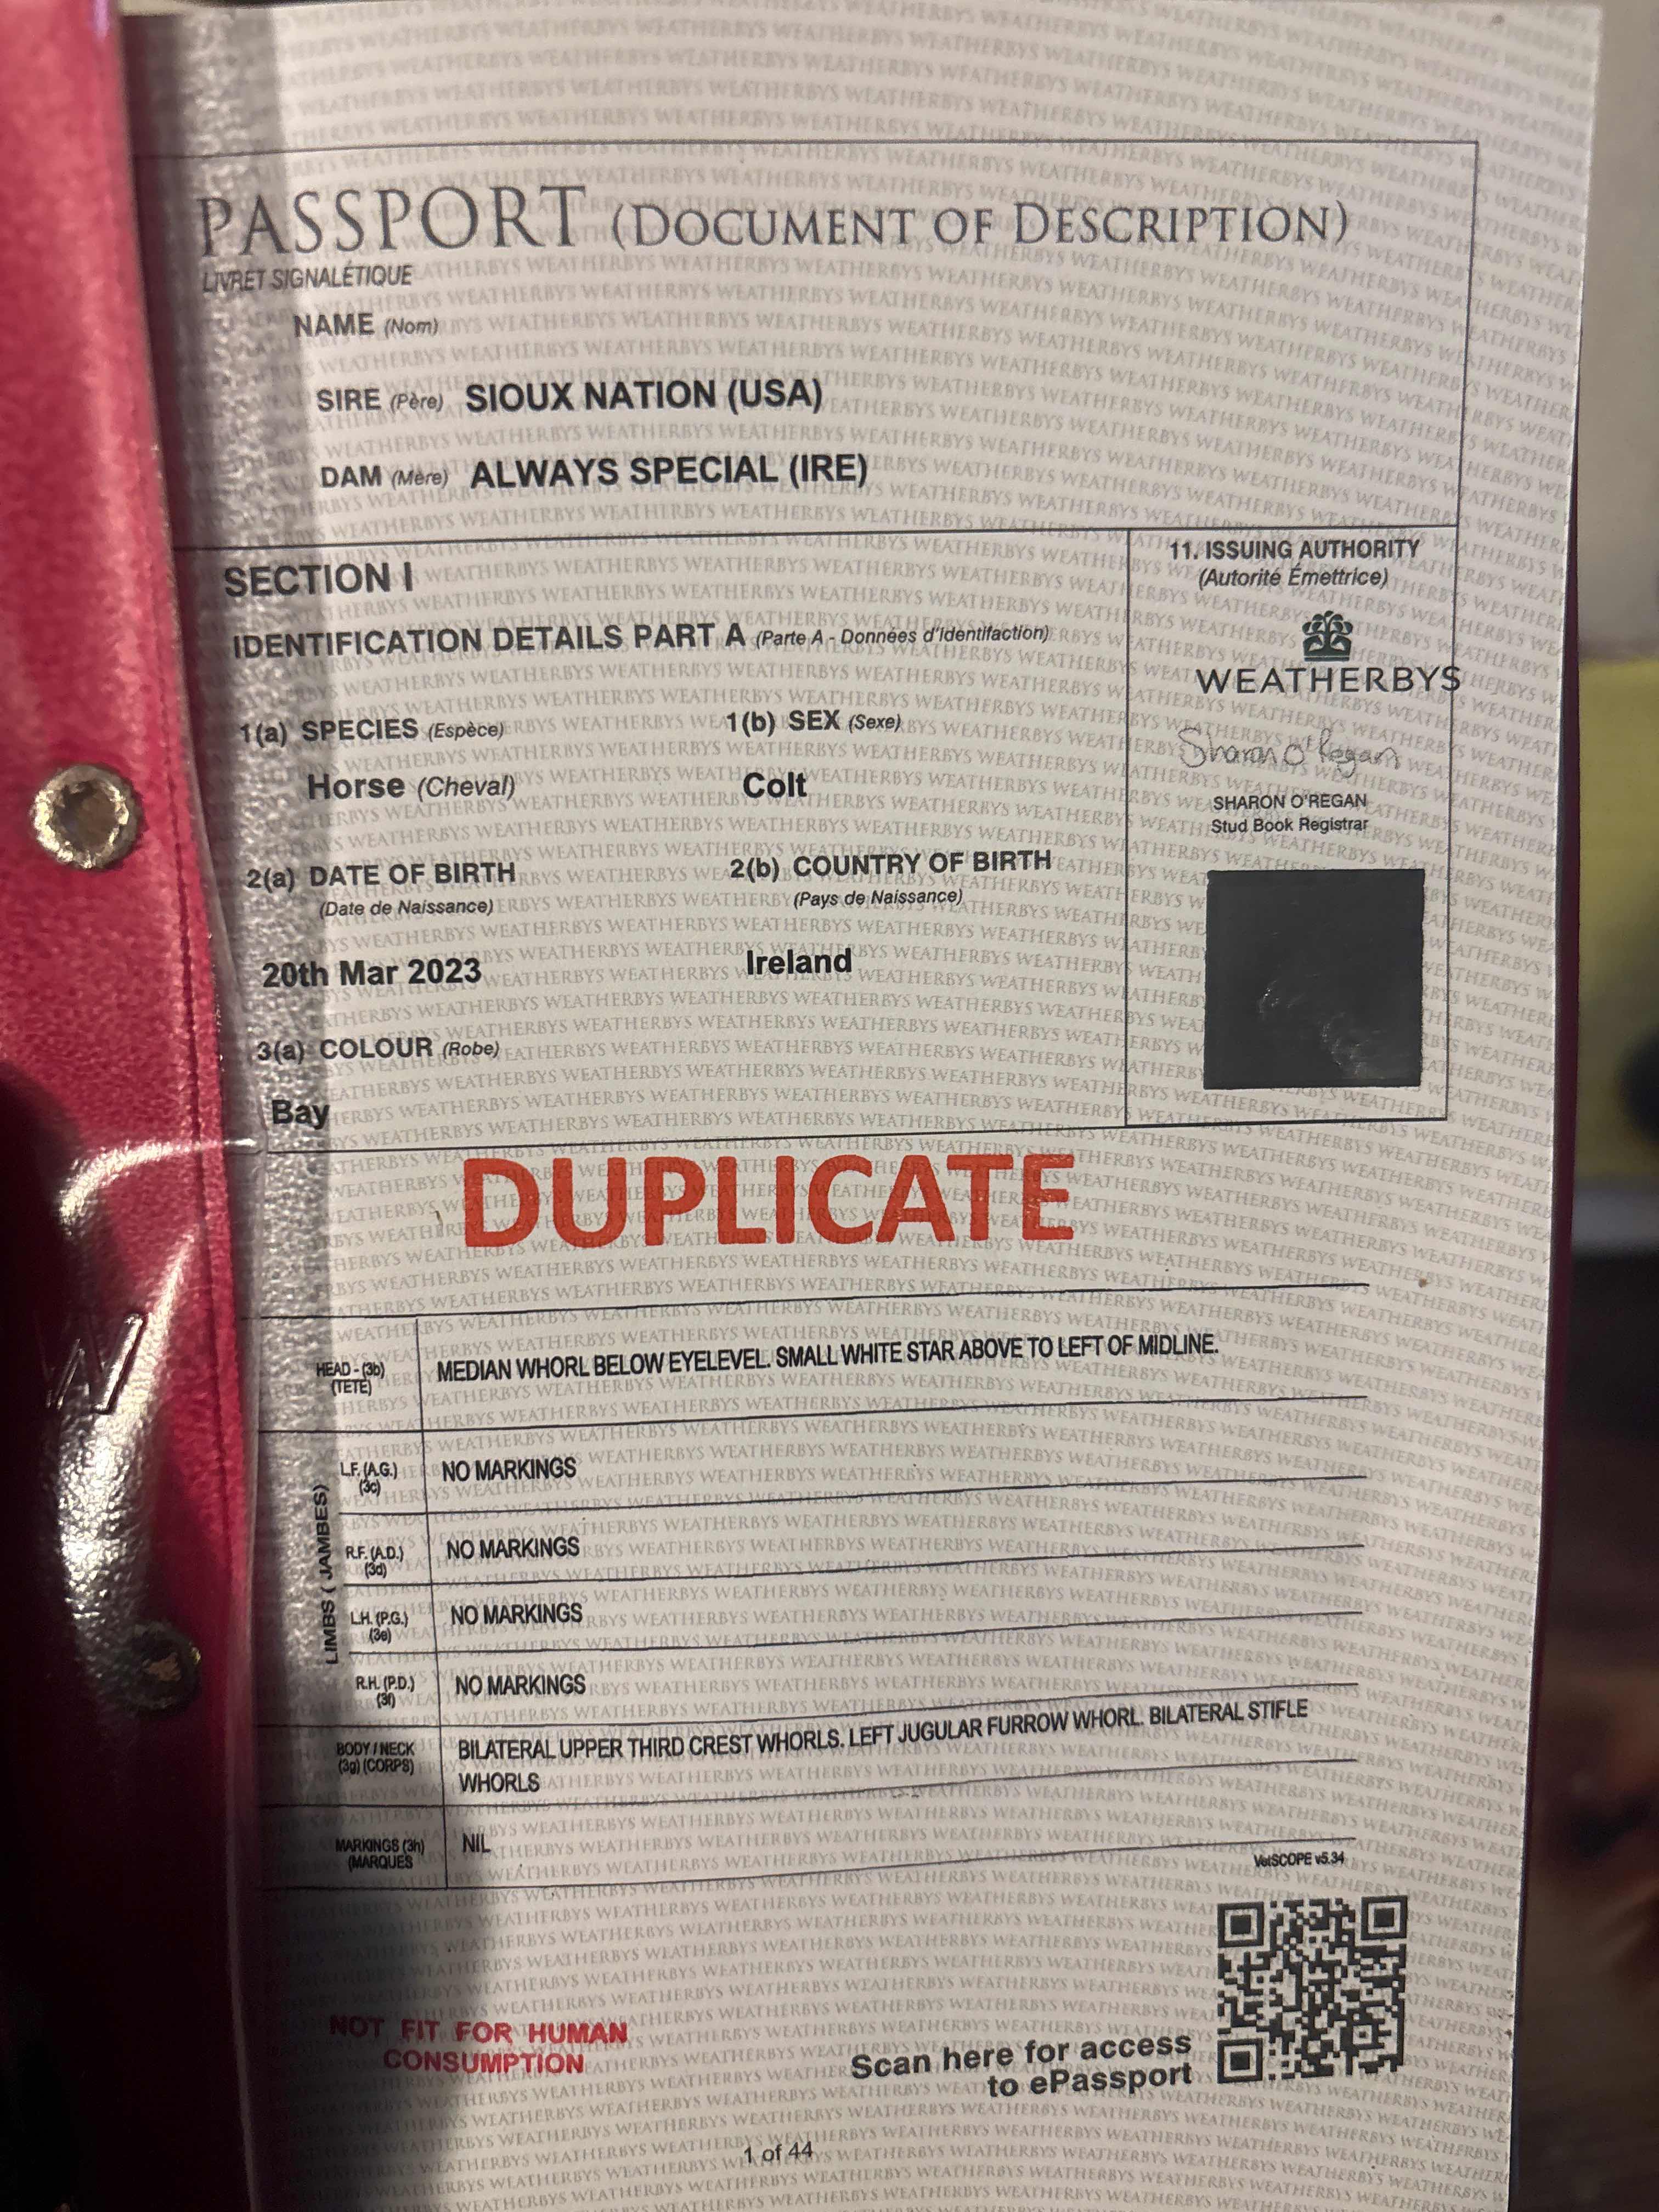 PASSPORT (DOCUMENT OF DESCRIPTION)
LIVRET SIGNALÉTIQUE
NAME (Nom)
SIRE (Père) SIOUX NATION (USA)
DAM (Mère) ALWAYS SPECIAL (IRE)
SECTION I
IDENTIFICATION DETAILS PART A (Parte A - Données d'identifaction)
11. ISSUING AUTHORITY
(Autorité Émettrice)
WEATHERBYS
Sharon O'Regan
SHARON O'REGAN
Stud Book Registrar
1(a) SPECIES (Espèce) 1(b) SEX (Sexe)
Horse (Cheval) Colt
2(a) DATE OF BIRTH 2(b) COUNTRY OF BIRTH
(Date de Naissance) (Pays de Naissance)
20th Mar 2023 Ireland
3(a) COLOUR (Robe)
Bay
DUPLICATE
HEAD - (3b)
(TETE)
MEDIAN WHORL BELOW EYELEVEL. SMALL WHITE STAR ABOVE TO LEFT OF MIDLINE.
LIMBS ( JAMBES)
L.F. (A.G.)
(3c)
NO MARKINGS
R.F. (A.D.)
(3d)
NO MARKINGS
L.H. (P.G.)
(3e)
NO MARKINGS
R.H. (P.D.)
(3f)
NO MARKINGS
BODY / NECK
(3g) (CORPS)
BILATERAL UPPER THIRD CREST WHORLS. LEFT JUGULAR FURROW WHORL. BILATERAL STIFLE
WHORLS
MARKINGS (3h)
(MARQUES
NIL
VetSCOPE v5.34
NOT FIT FOR HUMAN
CONSUMPTION
Scan here for access
to ePassport
1 of 44
W